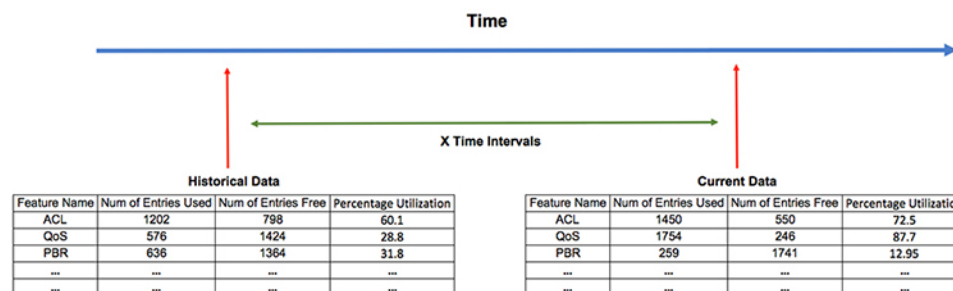 Time
X Time Intervals
Historical Data
Feature Name Num of Entries Used Num of Entries Free Percentage Utilization
ACL 1202 798 60.1
QoS 576 1424 28.8
PBR 636 1364 31.8
... ... ... ...
... ... ... ...
Current Data
Feature Name Num of Entries Used Num of Entries Free Percentage Utilization
ACL 1450 550 72.5
QoS 1754 246 87.7
PBR 259 1741 12.95
... ... ... ...
... ... ... ...